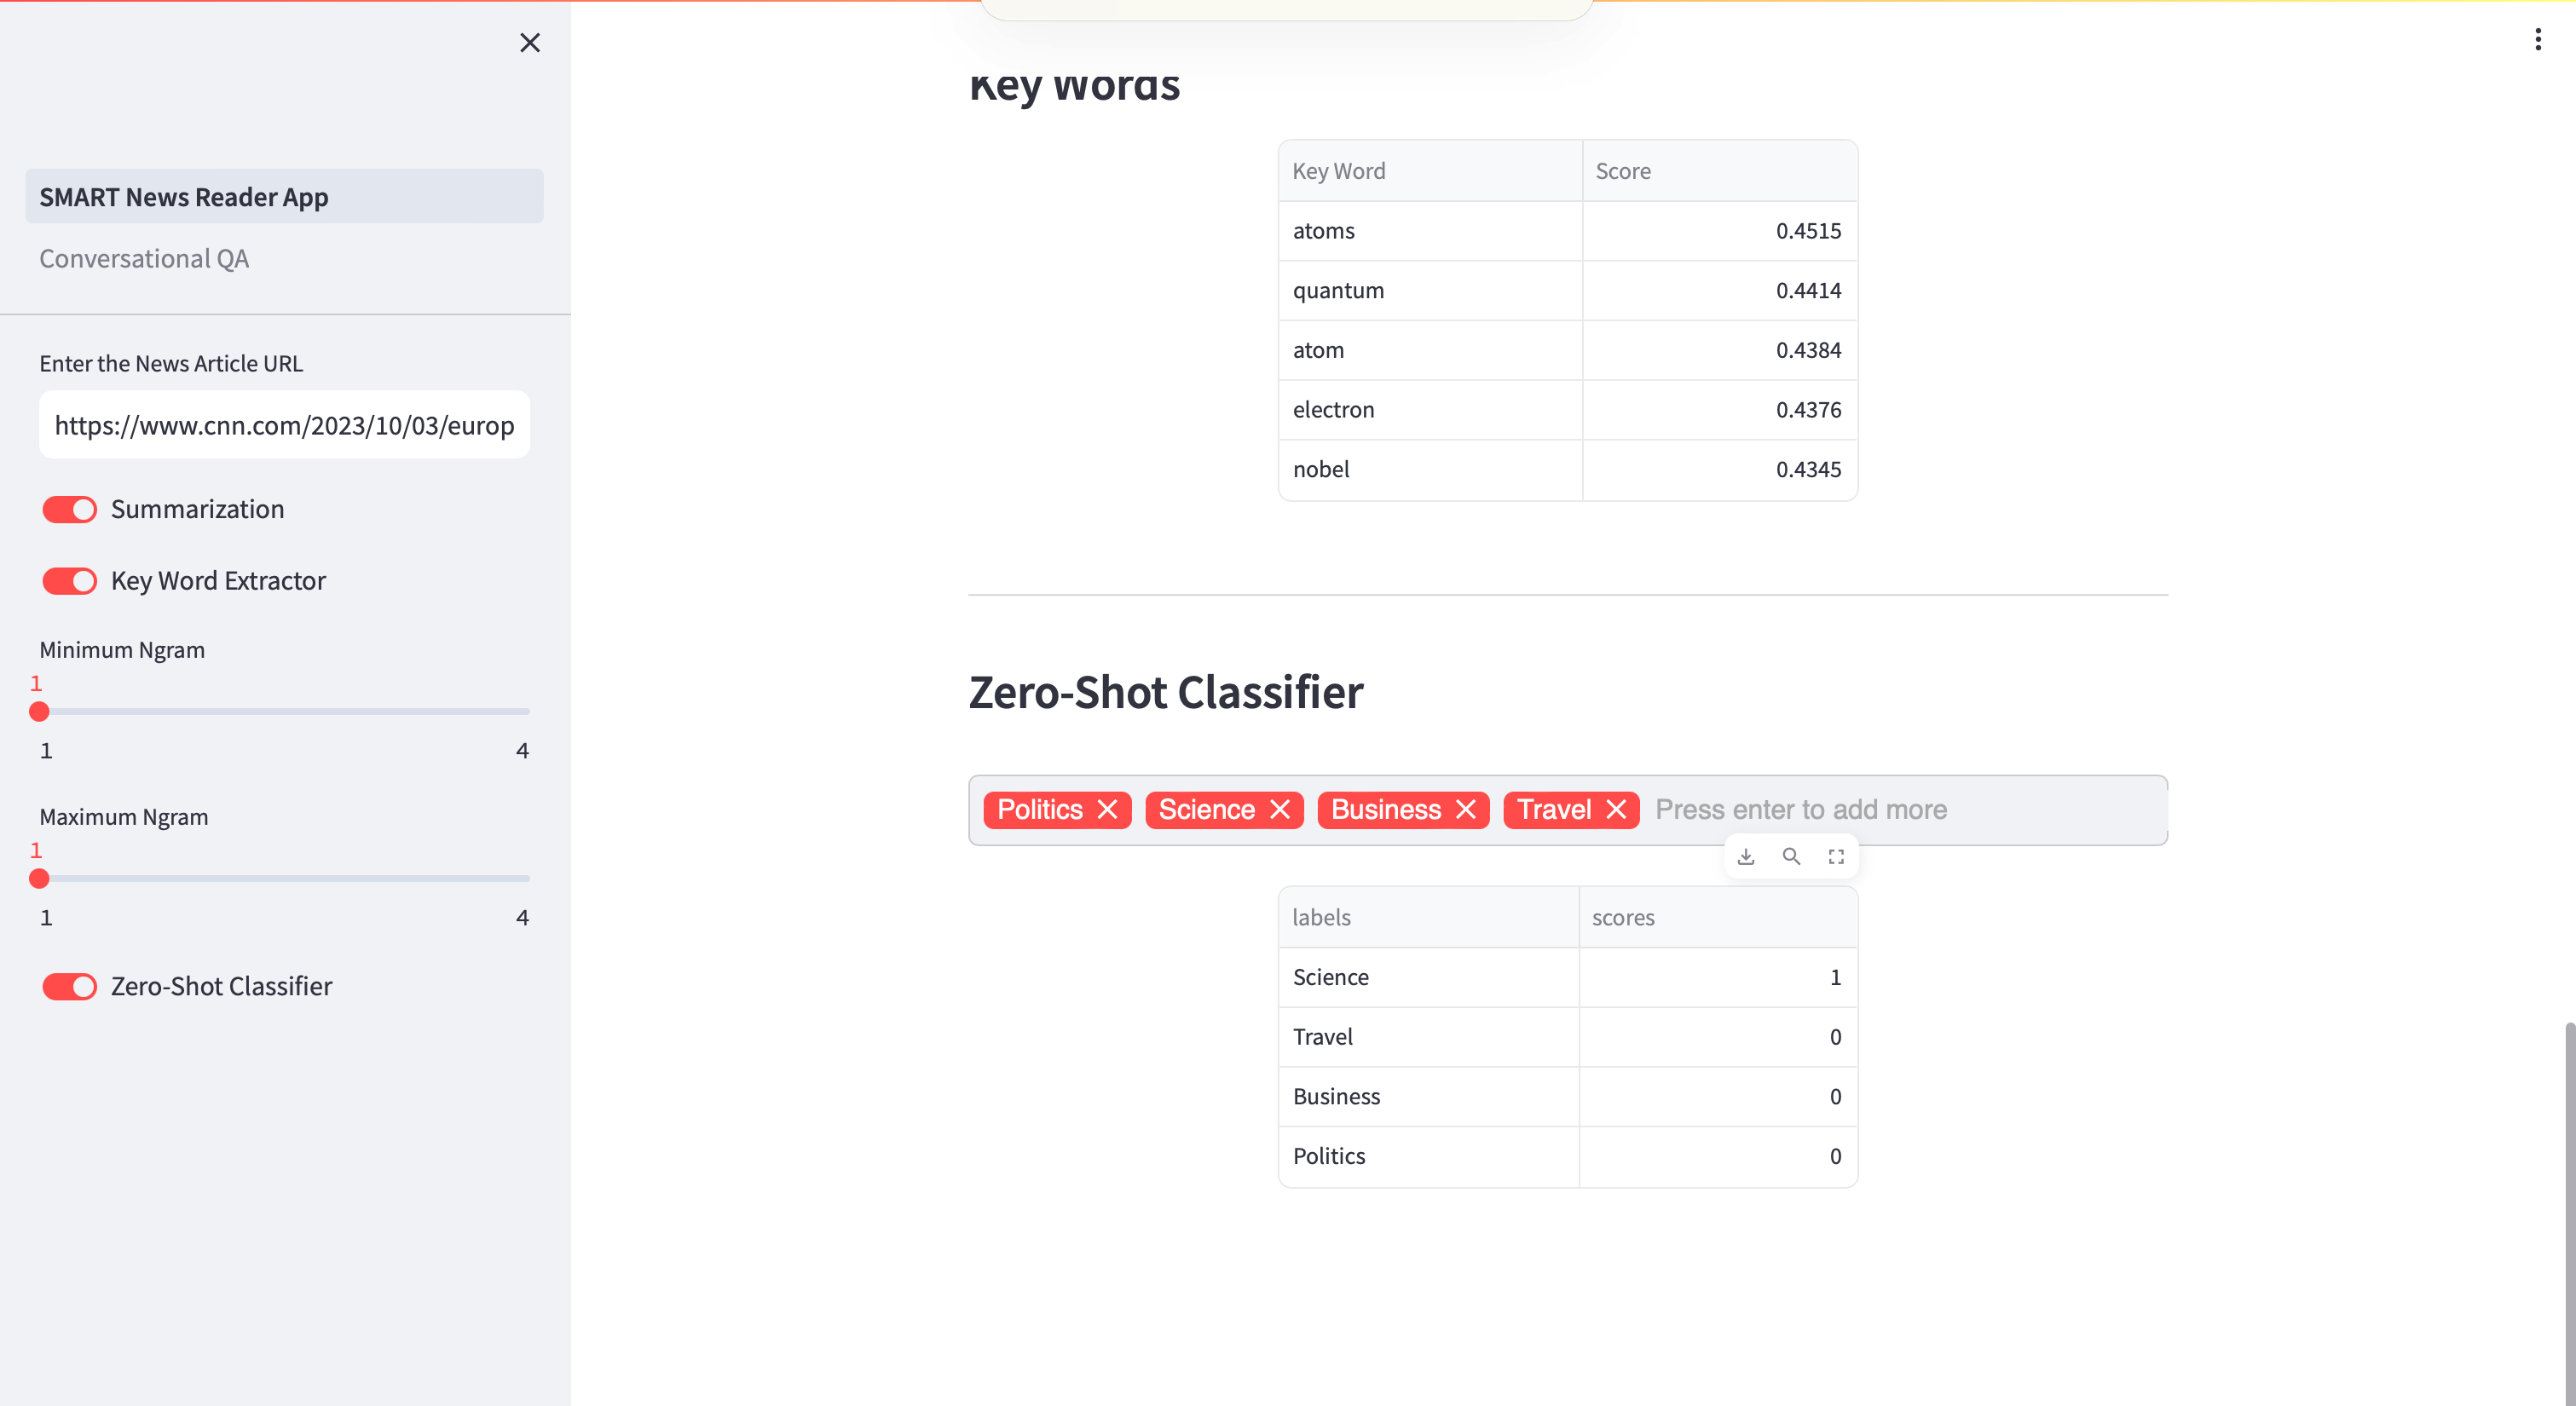 SMART News Reader App
Conversational QA
Enter the News Article URL
https://www.cnn.com/2023/10/03/europ
Summarization
Key Word Extractor
Minimum Ngram
1
1 4
Maximum Ngram
1
1 4
Zero-Shot Classifier
Key Words
Key Word Score
atoms 0.4515
quantum 0.4414
atom 0.4384
electron 0.4376
nobel 0.4345
Zero-Shot Classifier
Politics Science Business Travel Press enter to add more
labels scores
Science 1
Travel 0
Business 0
Politics 0